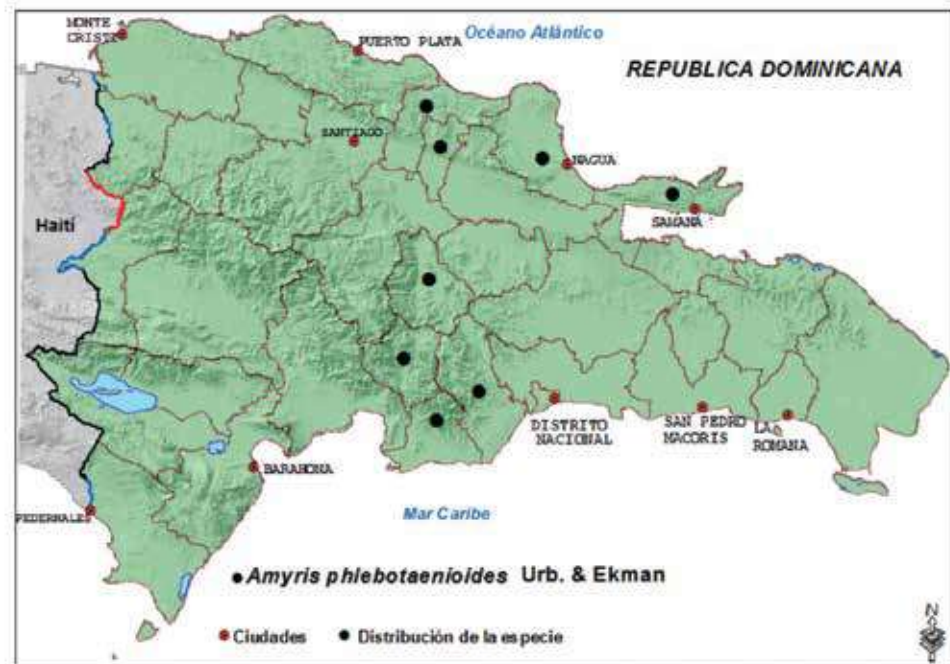 MONTE
CRISTE
PUERTO PLATA
Océano Atlántico
REPUBLICA DOMINICANA
SANTIAGO
NAGUA
SAMANA
Haití
DISTRITO
NACIONAL
SAN PEDRO
MACORIS
LA
ROMANA
BARAHONA
PEDERNALES
Mar Caribe
Amyris phlebotaenioides Urb. & Ekman
Ciudades
Distribución de la especie
N